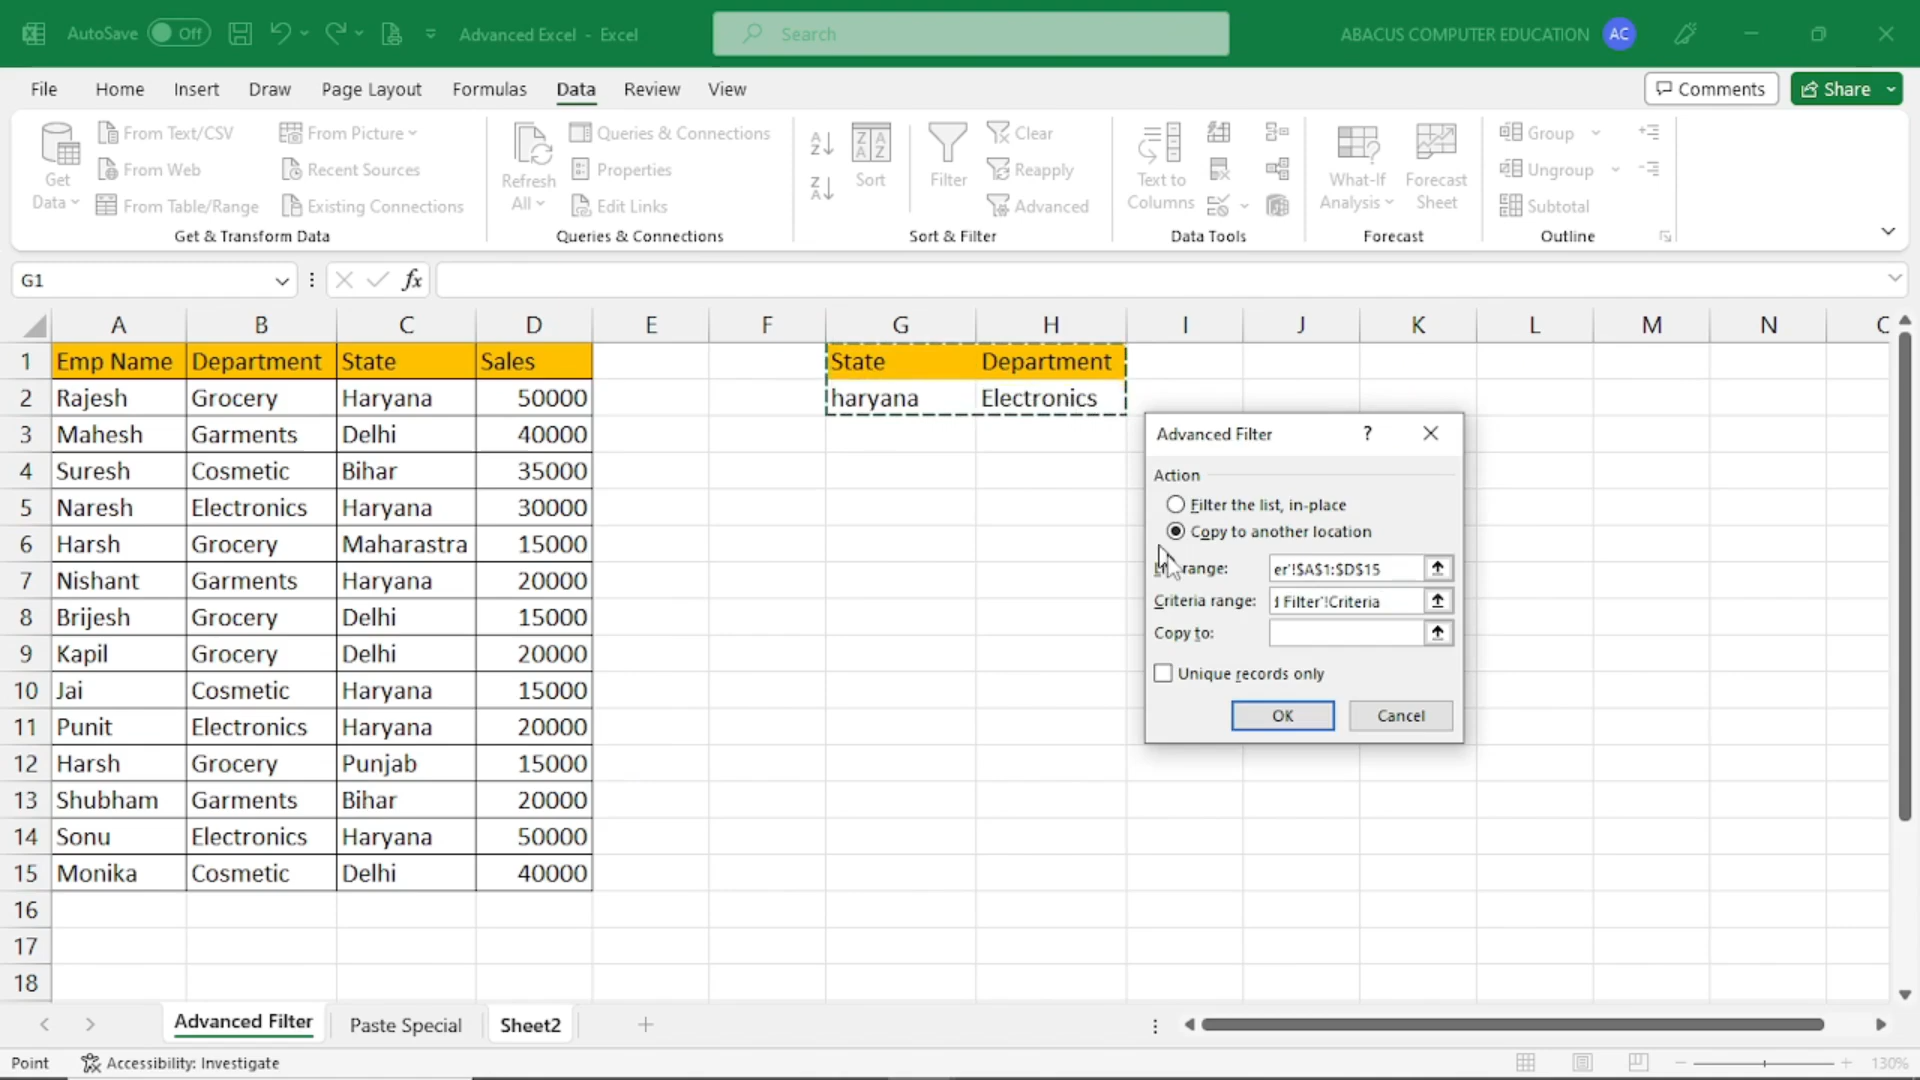 AutoSave Off Advanced Excel - Excel Search ABACUS COMPUTER EDUCATION AC
File Home Insert Draw Page Layout Formulas Data Review View Comments Share
Get Data From Text/CSV From Web From Table/Range From Picture Recent Sources Existing Connections
Get & Transform Data
Refresh All Queries & Connections Properties Edit Links
Queries & Connections
Sort Filter Clear Reapply Advanced
Sort & Filter
Text to Columns
Data Tools
What-If Analysis Forecast Sheet
Forecast
Group Ungroup Subtotal
Outline
G1 fx
A B C D E F G H I J K L M N
1 Emp Name Department State Sales State Department
2 Rajesh Grocery Haryana 50000 haryana Electronics
3 Mahesh Garments Delhi 40000
4 Suresh Cosmetic Bihar 35000
5 Naresh Electronics Haryana 30000
6 Harsh Grocery Maharastra 15000
7 Nishant Garments Haryana 20000
8 Brijesh Grocery Delhi 15000
9 Kapil Grocery Delhi 20000
10 Jai Cosmetic Haryana 15000
11 Punit Electronics Haryana 20000
12 Harsh Grocery Punjab 15000
13 Shubham Garments Bihar 20000
14 Sonu Electronics Haryana 50000
15 Monika Cosmetic Delhi 40000
16
17
18
Advanced Filter ?
Action
Filter the list, in-place
Copy to another location
range: er'!$A$1:$D$15
Criteria range: Filter'!Criteria
Copy to:
Unique records only
OK Cancel
Advanced Filter Paste Special Sheet2
Point Accessibility: Investigate 130%